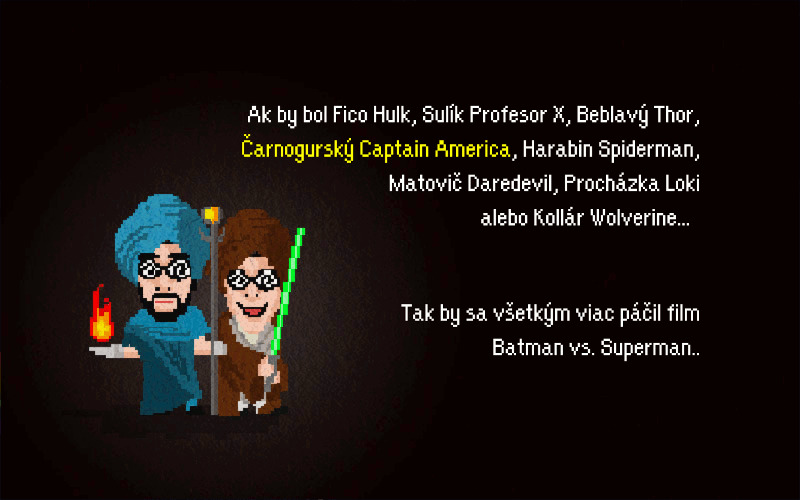 Ak by bol Fico Hulk, Sulík Profesor X, Beblavý Thor,
Čarnogurský Captain America, Harabin Spiderman,
Matovič Daredevil, Procházka Loki
alebo Kollár Wolverine...
Tak by sa všetkým viac páčil film
Batman vs. Superman..